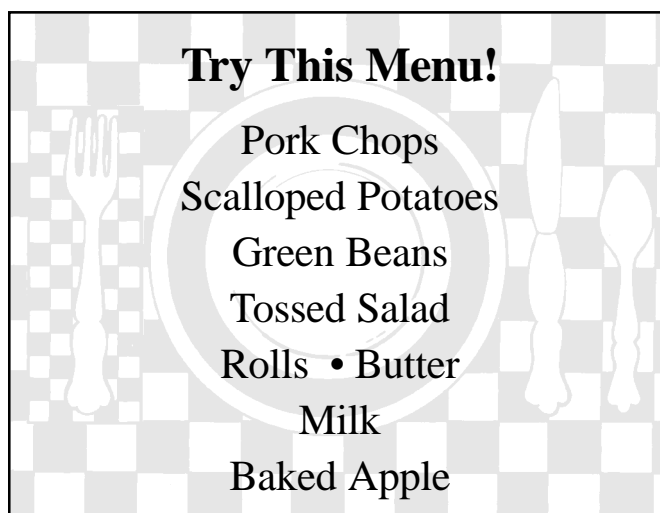 Try This Menu!
Pork Chops
Scalloped Potatoes
Green Beans
Tossed Salad
Rolls • Butter
Milk
Baked Apple